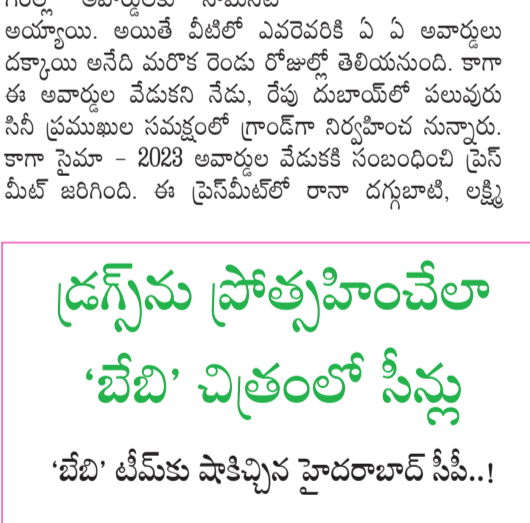 అయ్యాయి. అయితే వీటిలో ఎవరెవరికి ఏ ఏ అవార్డులు
దక్కాయి అనేది మరొక రెండు రోజుల్లో తెలియనుంది. కాగా
ఈ అవార్డుల వేడుకని నేడు, రేపు దుబాయ్‌లో పలువురు
సినీ ప్రముఖుల సమక్షంలో గ్రాండ్‌గా నిర్వహించ నున్నారు.
కాగా సైమా – 2023 అవార్డుల వేడుకకి సంబంధించి ప్రెస్
మీట్ జరిగింది. ఈ ప్రెస్‌మీట్‌లో రానా దగ్గుబాటి, లక్ష్మి
డ్రగ్స్‌ను ప్రోత్సహించేలా
‘బేబి’ చిత్రంలో సీన్లు
‘బేబి’ టీమ్‌కు షాకిచ్చిన హైదరాబాద్ సీపీ..!